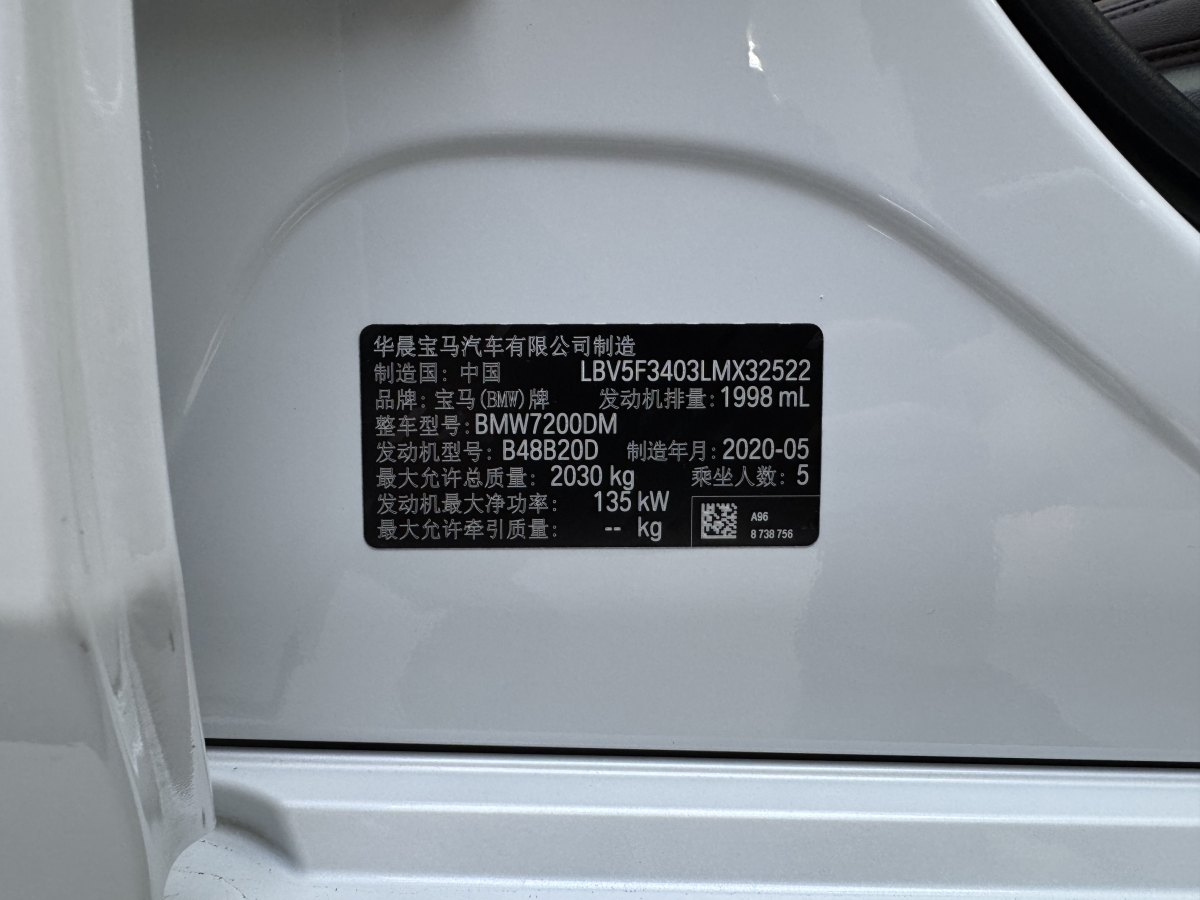 华晨宝马汽车有限公司制造
制造国：中国 LBV5F3403LMX32522
品牌：宝马(BMW)牌 发动机排量：1998 mL
整车型号：BMW7200DM
发动机型号：B48B20D 制造年月：2020-05
最大允许总质量：2030 kg 乘坐人数：5
发动机最大净功率：135 kW
最大允许牵引质量：-- kg
A96
8 738 756